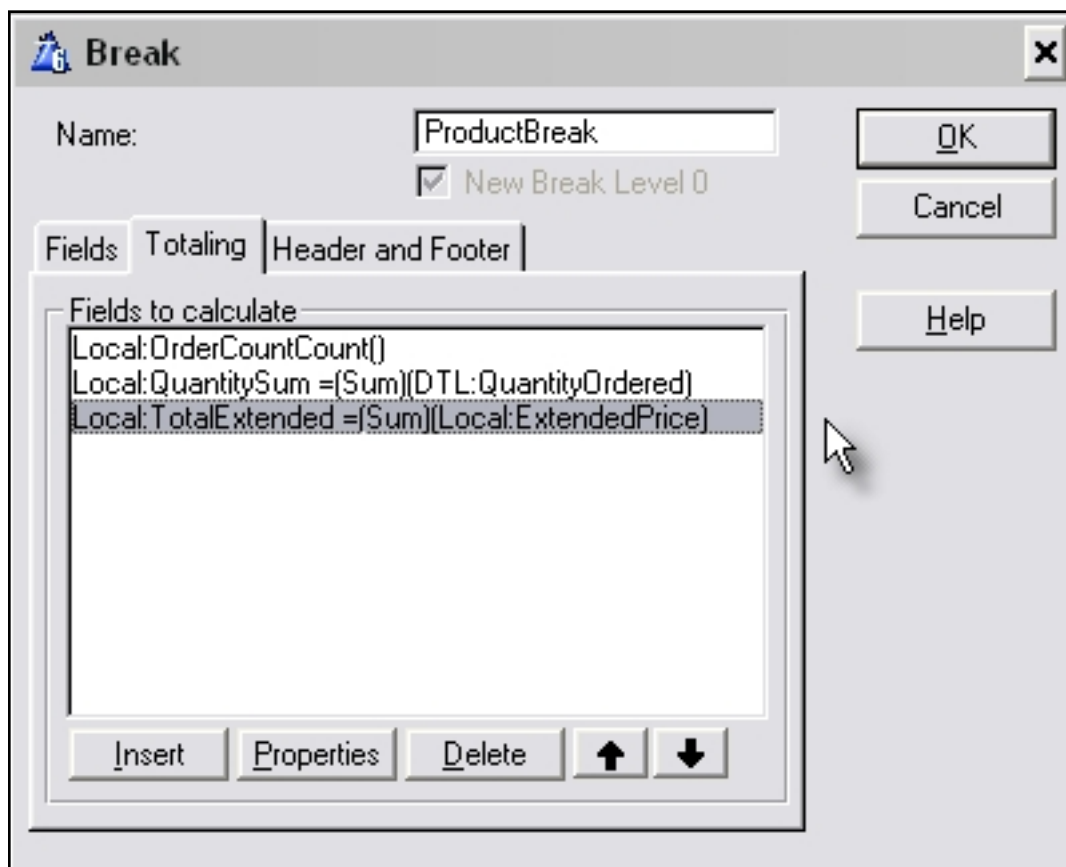 Break
Name:
ProductBreak
OK
New Break Level 0
Cancel
Fields Totaling Header and Footer
Fields to calculate
Help
Local:OrderCountCount()
Local:QuantitySum =(Sum)(DTL:QuantityOrdered)
Local:TotalExtended =(Sum)(Local:ExtendedPrice)
Insert Properties Delete